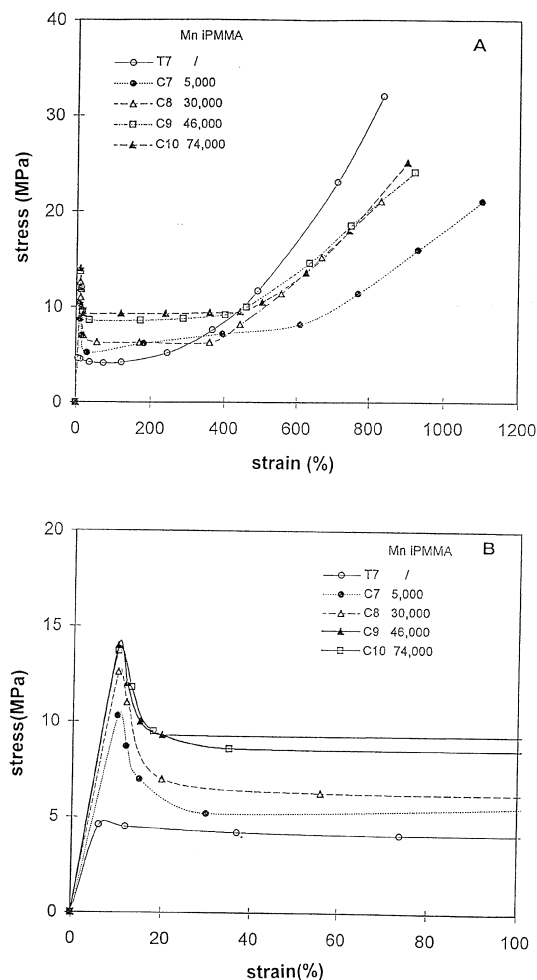 Mn iPMMA
A
T7 /
C7 5,000
C8 30,000
C9 46,000
C10 74,000
40
30
20
10
0
stress (MPa)
0 200 400 600 800 1000 1200
strain (%)
Mn iPMMA
B
T7 /
C7 5,000
C8 30,000
C9 46,000
C10 74,000
20
15
10
5
0
stress(MPa)
0 20 40 60 80 100
strain(%)